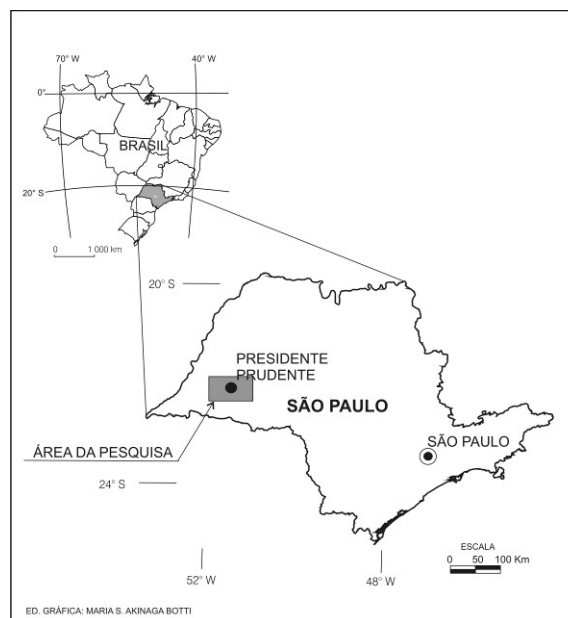 70° W 40° W
0°
BRASIL
20° S
0 1 000 km
20° S
PRESIDENTE
PRUDENTE
SÃO PAULO
SÃO PAULO
ÁREA DA PESQUISA
24° S
ESCALA
0 50 100 Km
52° W 48° W
ED. GRÁFICA: MARIA S. AKINAGA BOTTI